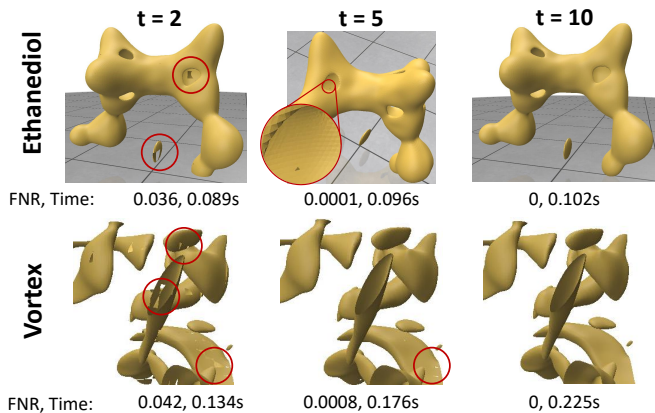 t = 2 t = 5 t = 10
Ethanediol
FNR, Time: 0.036, 0.089s 0.0001, 0.096s 0, 0.102s
Vortex
FNR, Time: 0.042, 0.134s 0.0008, 0.176s 0, 0.225s